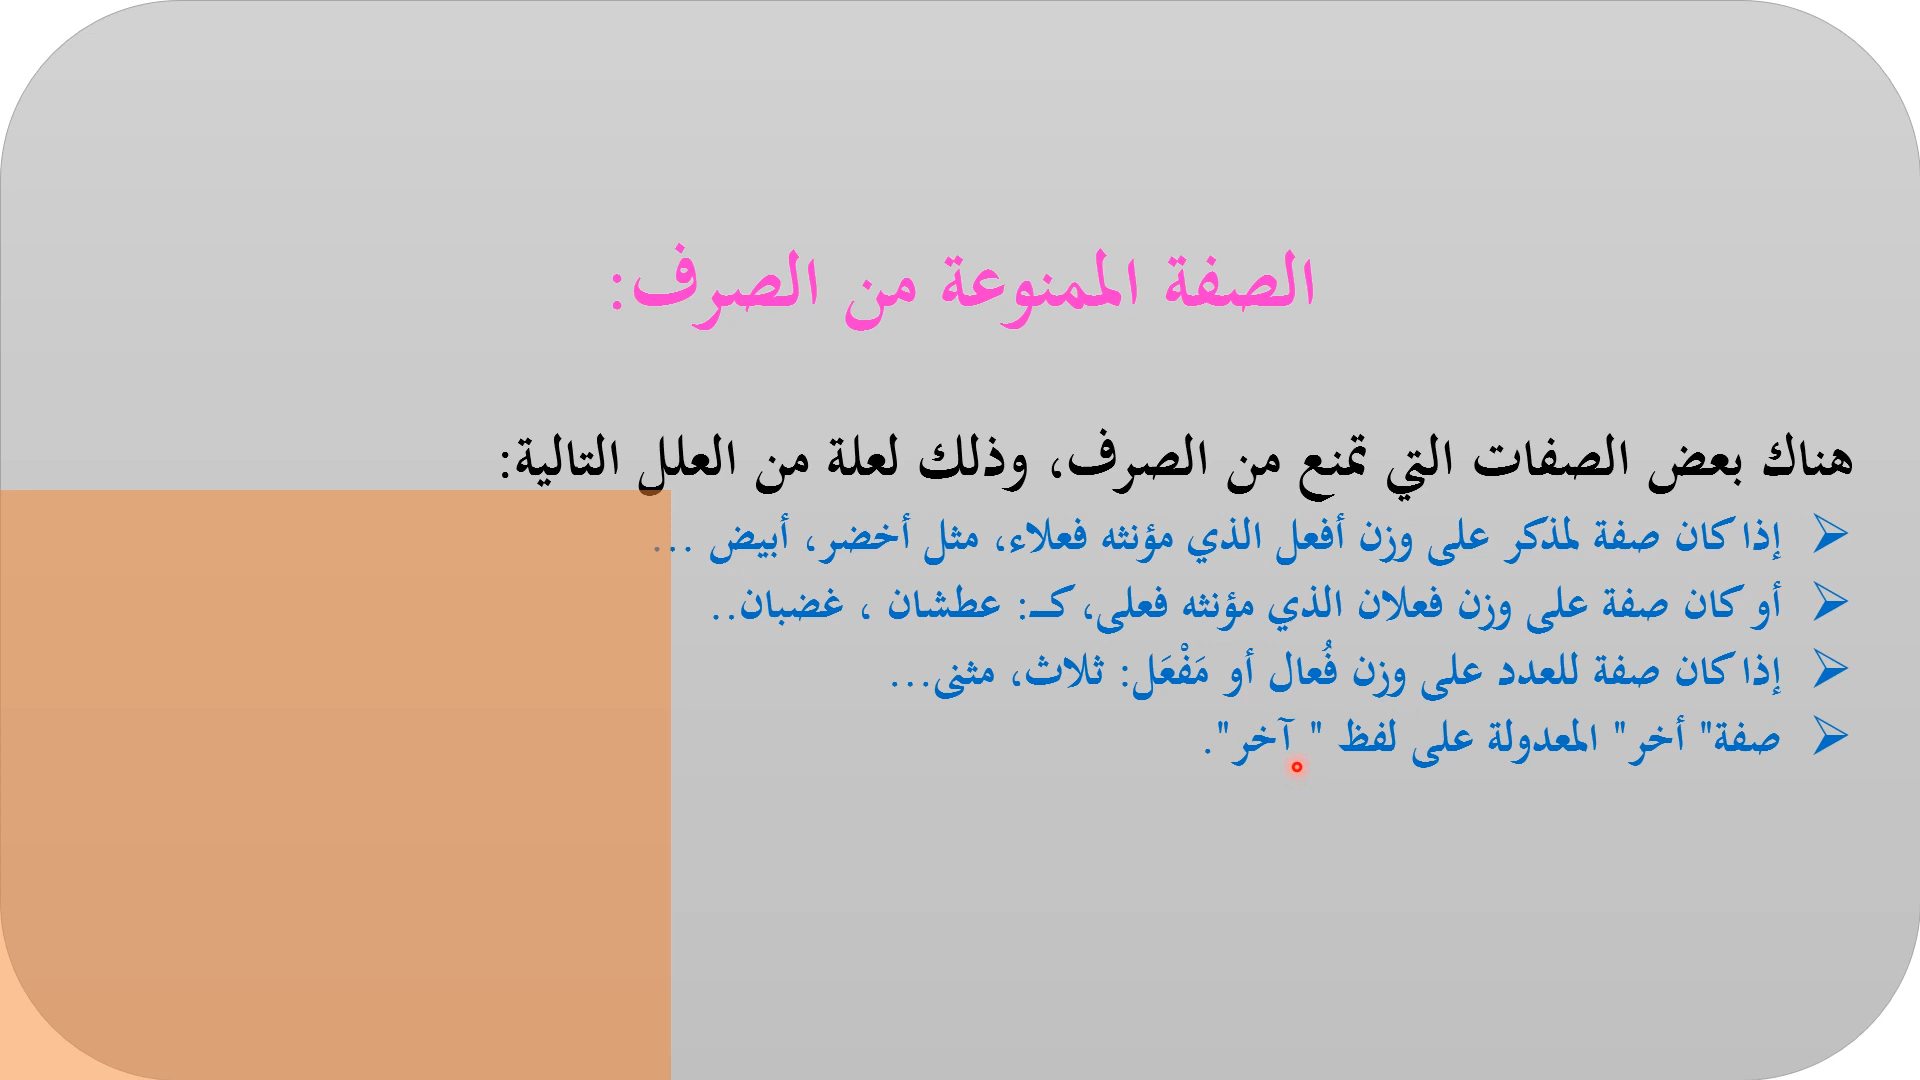 الصفة الممنوعة من الصرف:
هناك بعض الصفات التي تمنع من الصرف، وذلك لعلة من العلل التالية:
إذا كان صفة لمذكر على وزن أفعل الذي مؤنثه فعلاء، مثل أخضر، أبيض ...
أو كان صفة على وزن فعلان الذي مؤنثه فعلى، كـ: عطشان ، غضبان..
إذا كان صفة للعدد على وزن فُعال أو مَفْعَل: ثلاث، مثنى...
صفة" أخر" المعدولة على لفظ " آخر".